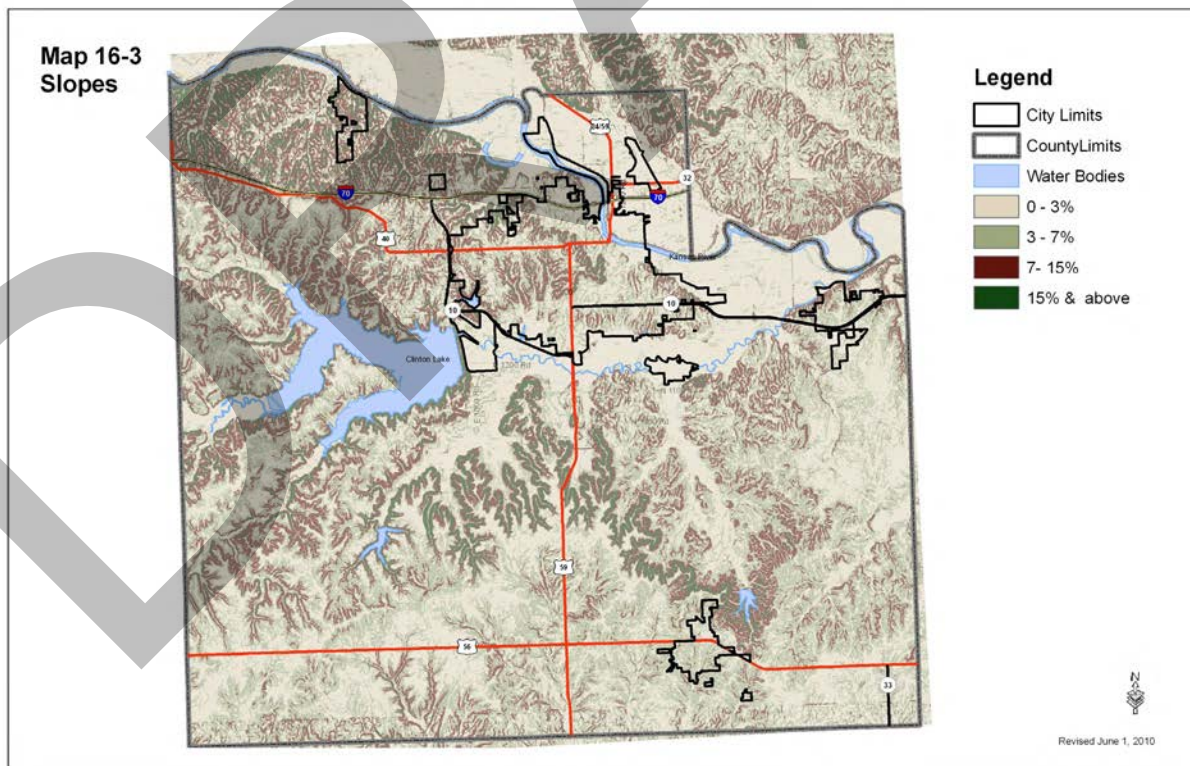 Map 16-3
Slopes
Legend
City Limits
CountyLimits
Water Bodies
0 - 3%
3 - 7%
7- 15%
15% & above
24/59
32
70
70
40
Kansas River
10
10
Clinton Lake
59
56
33
N
Revised June 1, 2010